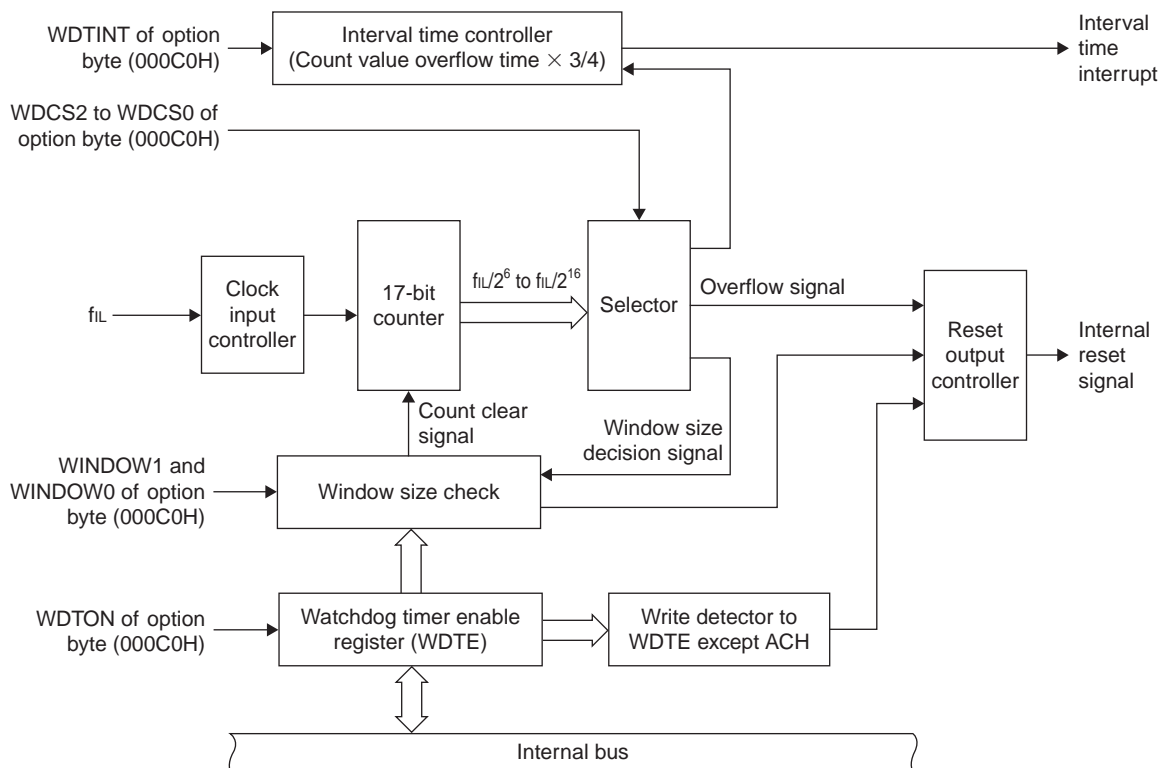 WDTINT of option
byte (000C0H)
Interval time controller
(Count value overflow time × 3/4)
Interval
time
interrupt
WDCS2 to WDCS0 of
option byte (000C0H)
fIL
Clock
input
controller
17-bit
counter
fIL/2⁶ to fIL/2¹⁶
Selector
Overflow signal
Reset
output
controller
Internal
reset
signal
Count clear
signal
Window size
decision signal
WINDOW1 and
WINDOW0 of option
byte (000C0H)
Window size check
WDTON of option
byte (000C0H)
Watchdog timer enable
register (WDTE)
Write detector to
WDTE except ACH
Internal bus